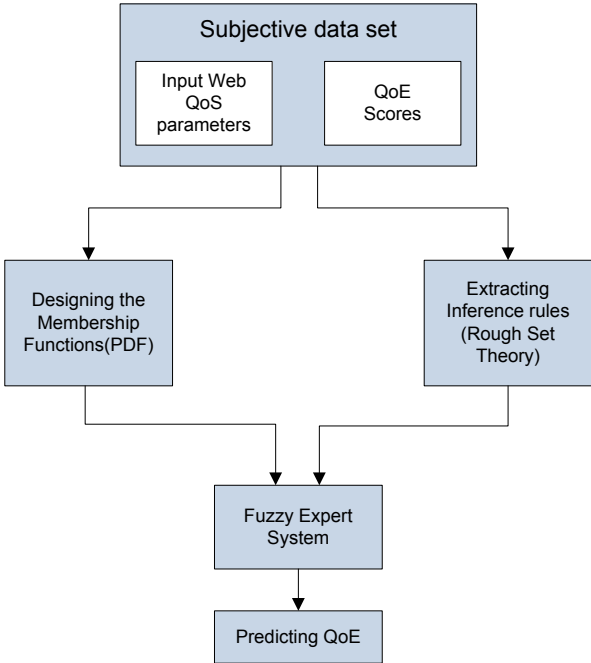 Subjective data set
Input Web
QoS
parameters
QoE
Scores
Designing the
Membership
Functions(PDF)
Extracting
Inference rules
(Rough Set
Theory)
Fuzzy Expert
System
Predicting QoE